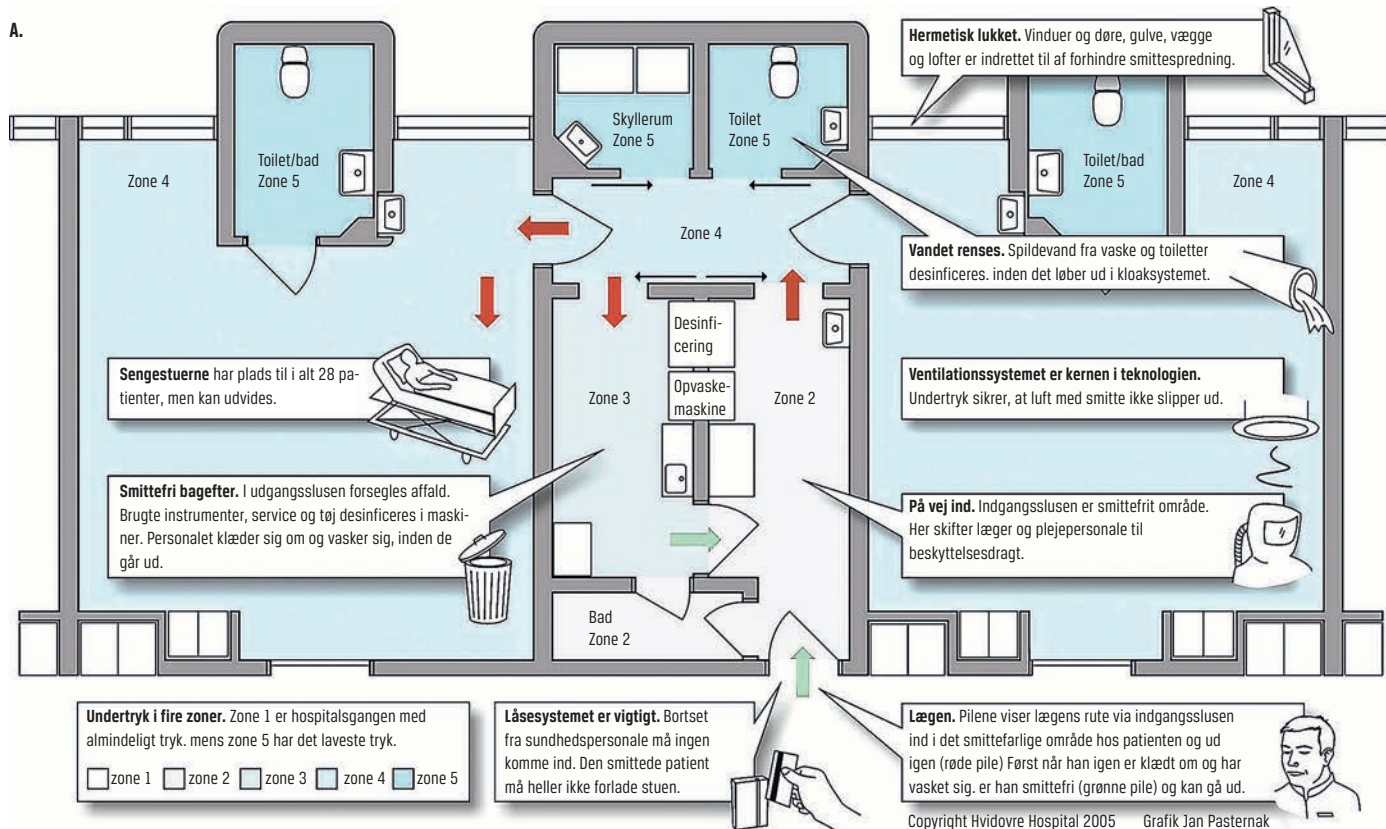 A.
Hermetisk lukket. Vinduer og døre, gulve, vægge
og lofter er indrettet til af forhindre smittespredning.
Skyllerum
Zone 5
Toilet
Zone 5
Toilet/bad
Zone 5
Toilet/bad
Zone 5
Zone 4
Zone 4
Zone 4
Vandet renses. Spildevand fra vaske og toiletter
desinficeres. inden det løber ud i kloaksystemet.
Desinfi-
cering
Opvaske-
maskine
Zone 3
Zone 2
Sengestuerne har plads til i alt 28 pa-
tienter, men kan udvides.
Ventilationssystemet er kernen i teknologien.
Undertryk sikrer, at luft med smitte ikke slipper ud.
Smittefri bagefter. I udgangsslusen forsegles affald.
Brugte instrumenter, service og tøj desinficeres i maski-
ner. Personalet klæder sig om og vasker sig, inden de
går ud.
På vej ind. Indgangsslusen er smittefrit område.
Her skifter læger og plejepersonale til
beskyttelsesdragt.
Bad
Zone 2
Undertryk i fire zoner. Zone 1 er hospitalsgangen med
almindeligt tryk. mens zone 5 har det laveste tryk.
zone 1 zone 2 zone 3 zone 4 zone 5
Låsesystemet er vigtigt. Bortset
fra sundhedspersonale må ingen
komme ind. Den smittede patient
må heller ikke forlade stuen.
Lægen. Pilene viser lægens rute via indgangsslusen
ind i det smittefarlige område hos patienten og ud
igen (røde pile) Først når han igen er klædt om og har
vasket sig. er han smittefri (grønne pile) og kan gå ud.
Copyright Hvidovre Hospital 2005 Grafik Jan Pasternak